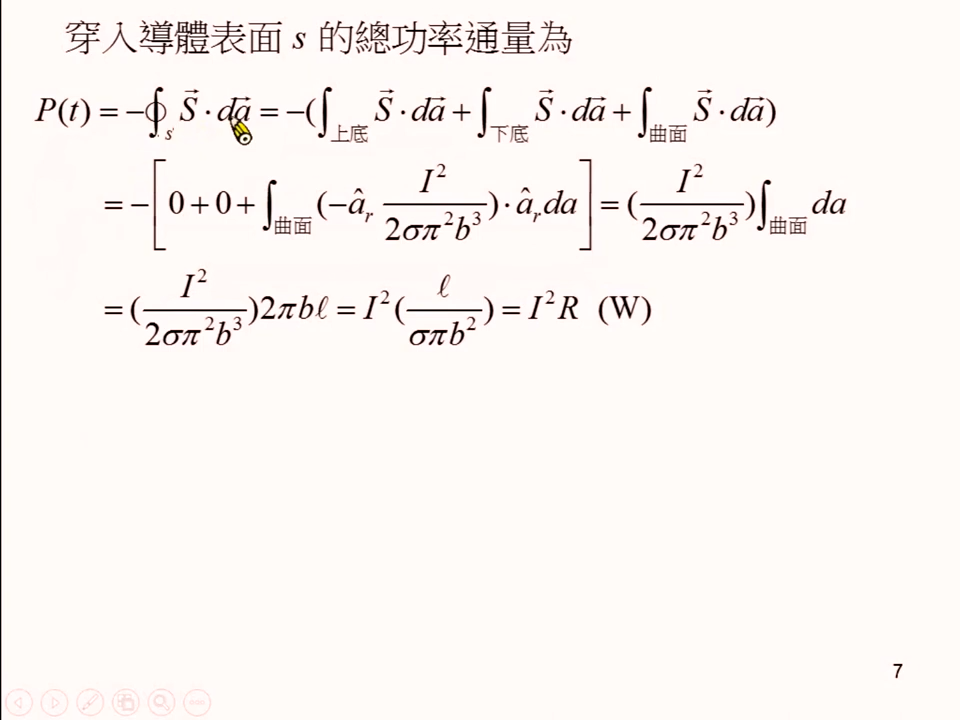 穿入導體表面 s 的總功率通量為
P(t) = −∮ₛ S⃗ · da⃗ = −(∫上底 S⃗ · da⃗ + ∫下底 S⃗ · da⃗ + ∫曲面 S⃗ · da⃗)
= −[0 + 0 + ∫曲面 (−âᵣ I²/2σπ²b³) · âᵣ da] = (I²/2σπ²b³)∫曲面 da
= (I²/2σπ²b³)2πbℓ = I²(ℓ/σπb²) = I²R (W)
7